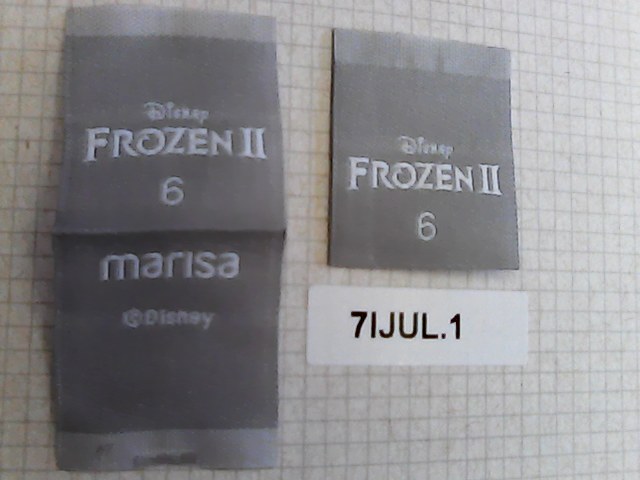 Disney
FROZEN II
6
marisa
©Disney
Disney
FROZEN II
6
7IJUL.1